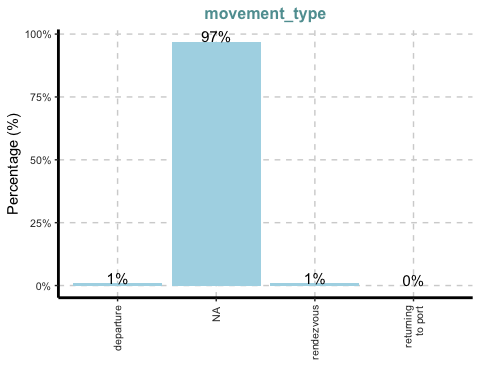 movement_type
Percentage (%)
100%
75%
50%
25%
0%
1%
97%
1%
0%
departure
NA
rendezvous
returning
to port